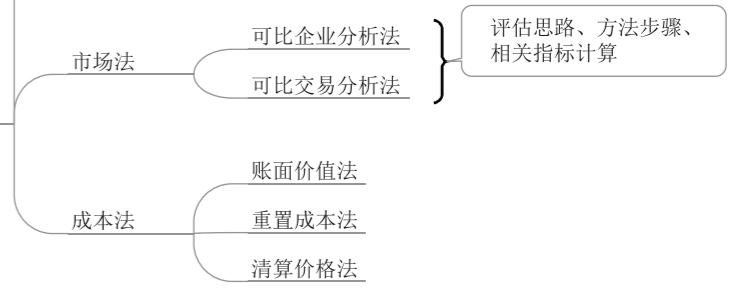 市场法
可比企业分析法
可比交易分析法
评估思路、方法步骤、
相关指标计算
成本法
账面价值法
重置成本法
清算价格法